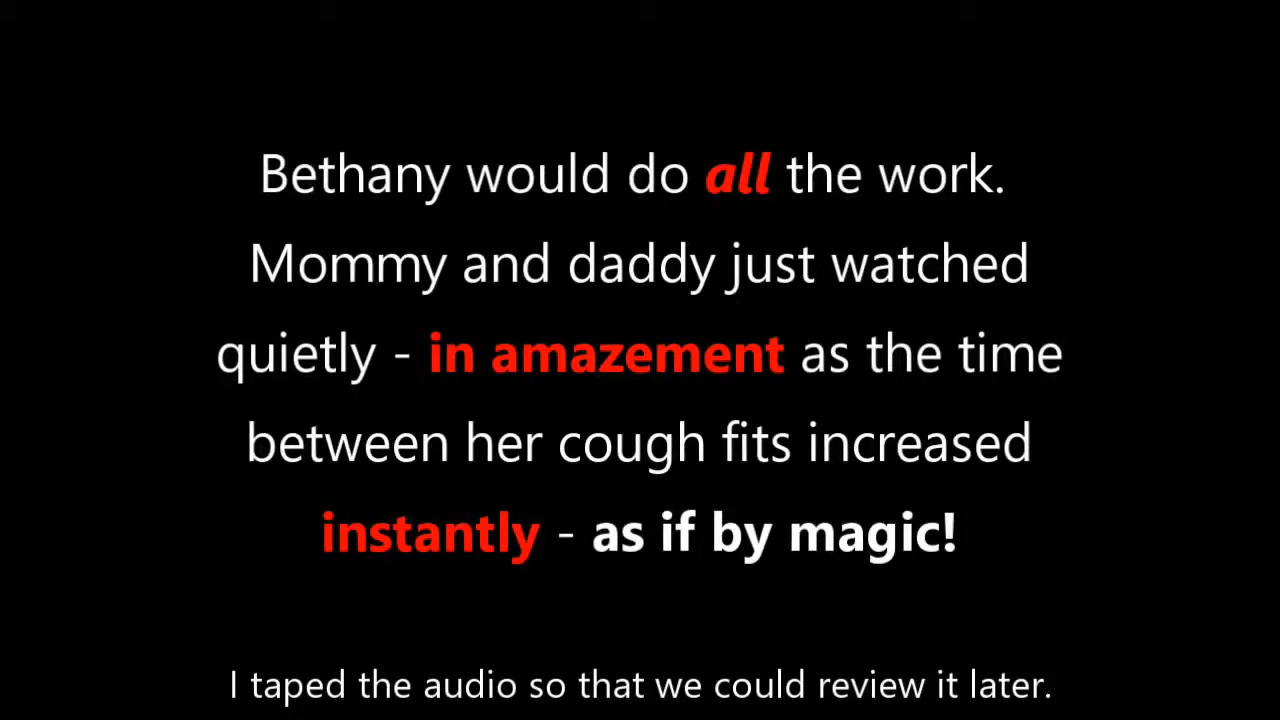 Bethany would do all the work.
Mommy and daddy just watched
quietly - in amazement as the time
between her cough fits increased
instantly - as if by magic!
I taped the audio so that we could review it later.